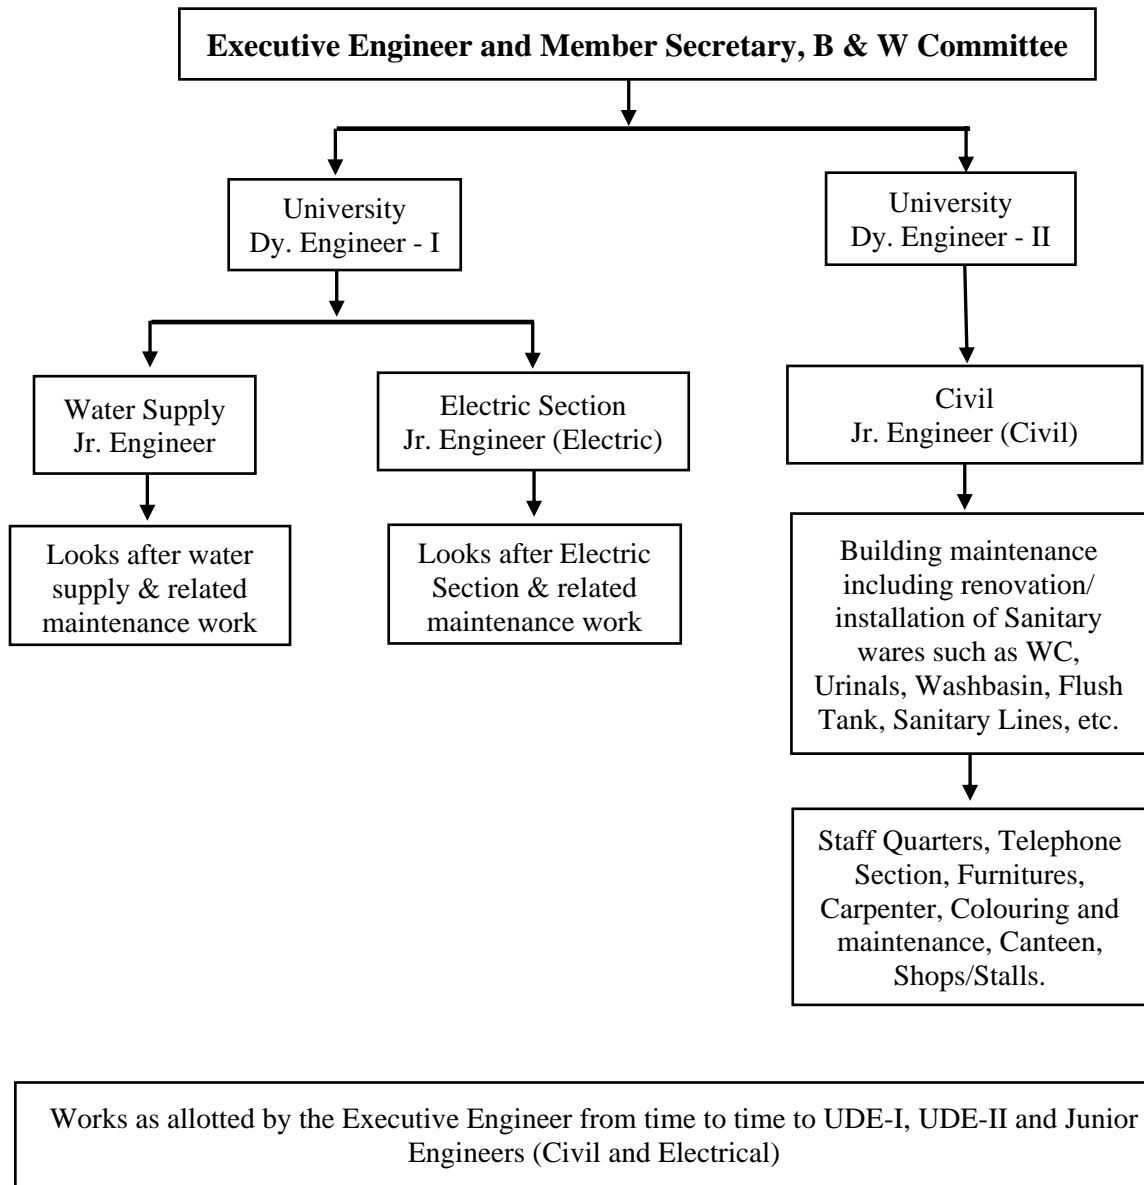 Executive Engineer and Member Secretary, B & W Committee
University
Dy. Engineer - I
University
Dy. Engineer - II
Water Supply
Jr. Engineer
Electric Section
Jr. Engineer (Electric)
Civil
Jr. Engineer (Civil)
Looks after water
supply & related
maintenance work
Looks after Electric
Section & related
maintenance work
Building maintenance
including renovation/
installation of Sanitary
wares such as WC,
Urinals, Washbasin, Flush
Tank, Sanitary Lines, etc.
Staff Quarters, Telephone
Section, Furnitures,
Carpenter, Colouring and
maintenance, Canteen,
Shops/Stalls.
Works as allotted by the Executive Engineer from time to time to UDE-I, UDE-II and Junior
Engineers (Civil and Electrical)